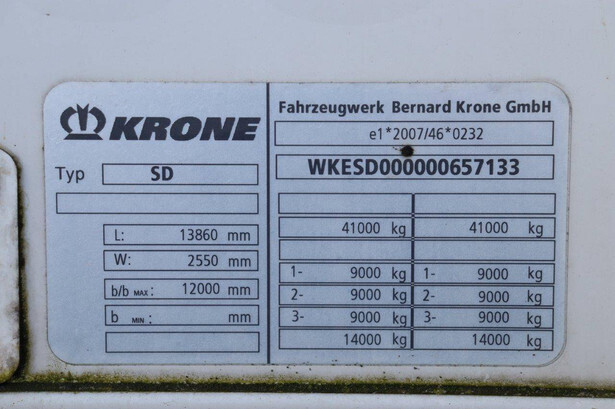 KRONE
Typ SD
L: 13860 mm
W: 2550 mm
b/b MAX: 12000 mm
b MIN: mm
Fahrzeugwerk Bernard Krone GmbH
e1*2007/46*0232
WKESD000000657133
41000 kg 41000 kg
1- 9000 kg 1- 9000 kg
2- 9000 kg 2- 9000 kg
3- 9000 kg 3- 9000 kg
14000 kg 14000 kg